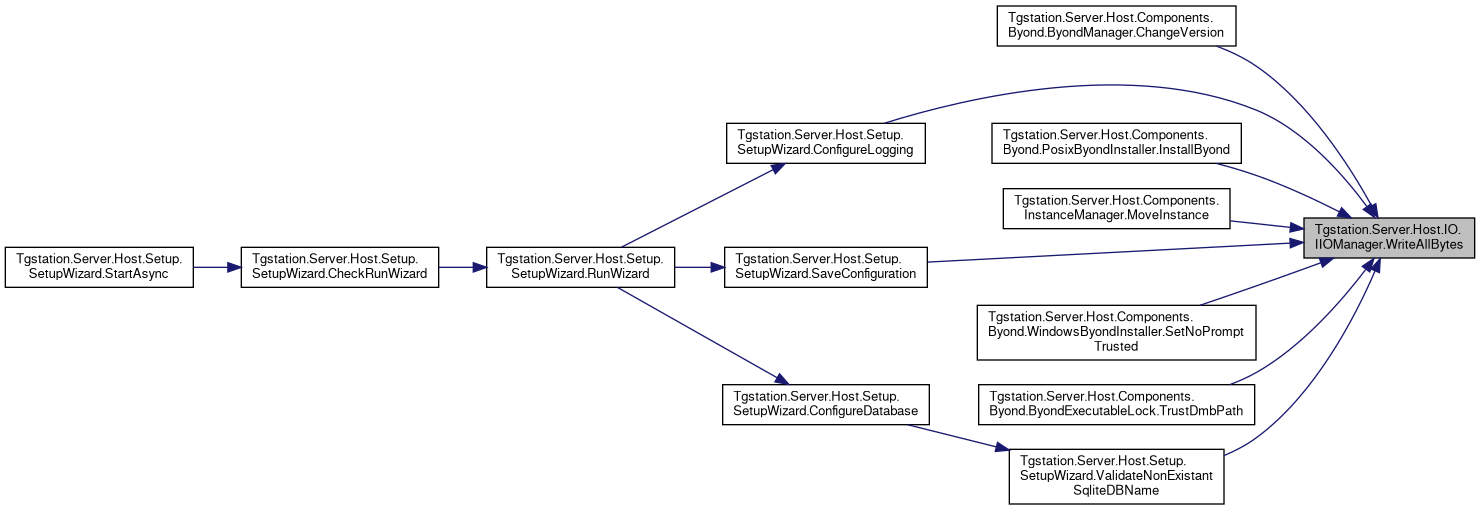 Tgstation.Server.Host.Components.
Byond.ByondManager.ChangeVersion
Tgstation.Server.Host.Setup.
SetupWizard.ConfigureLogging
Tgstation.Server.Host.Components.
Byond.PosixByondInstaller.InstallByond
Tgstation.Server.Host.Components.
InstanceManager.MoveInstance
Tgstation.Server.Host.IO.
IIOManager.WriteAllBytes
Tgstation.Server.Host.Setup.
SetupWizard.StartAsync
Tgstation.Server.Host.Setup.
SetupWizard.CheckRunWizard
Tgstation.Server.Host.Setup.
SetupWizard.RunWizard
Tgstation.Server.Host.Setup.
SetupWizard.SaveConfiguration
Tgstation.Server.Host.Components.
Byond.WindowsByondInstaller.SetNoPrompt
Trusted
Tgstation.Server.Host.Setup.
SetupWizard.ConfigureDatabase
Tgstation.Server.Host.Components.
Byond.ByondExecutableLock.TrustDmbPath
Tgstation.Server.Host.Setup.
SetupWizard.ValidateNonExistant
SqliteDBName